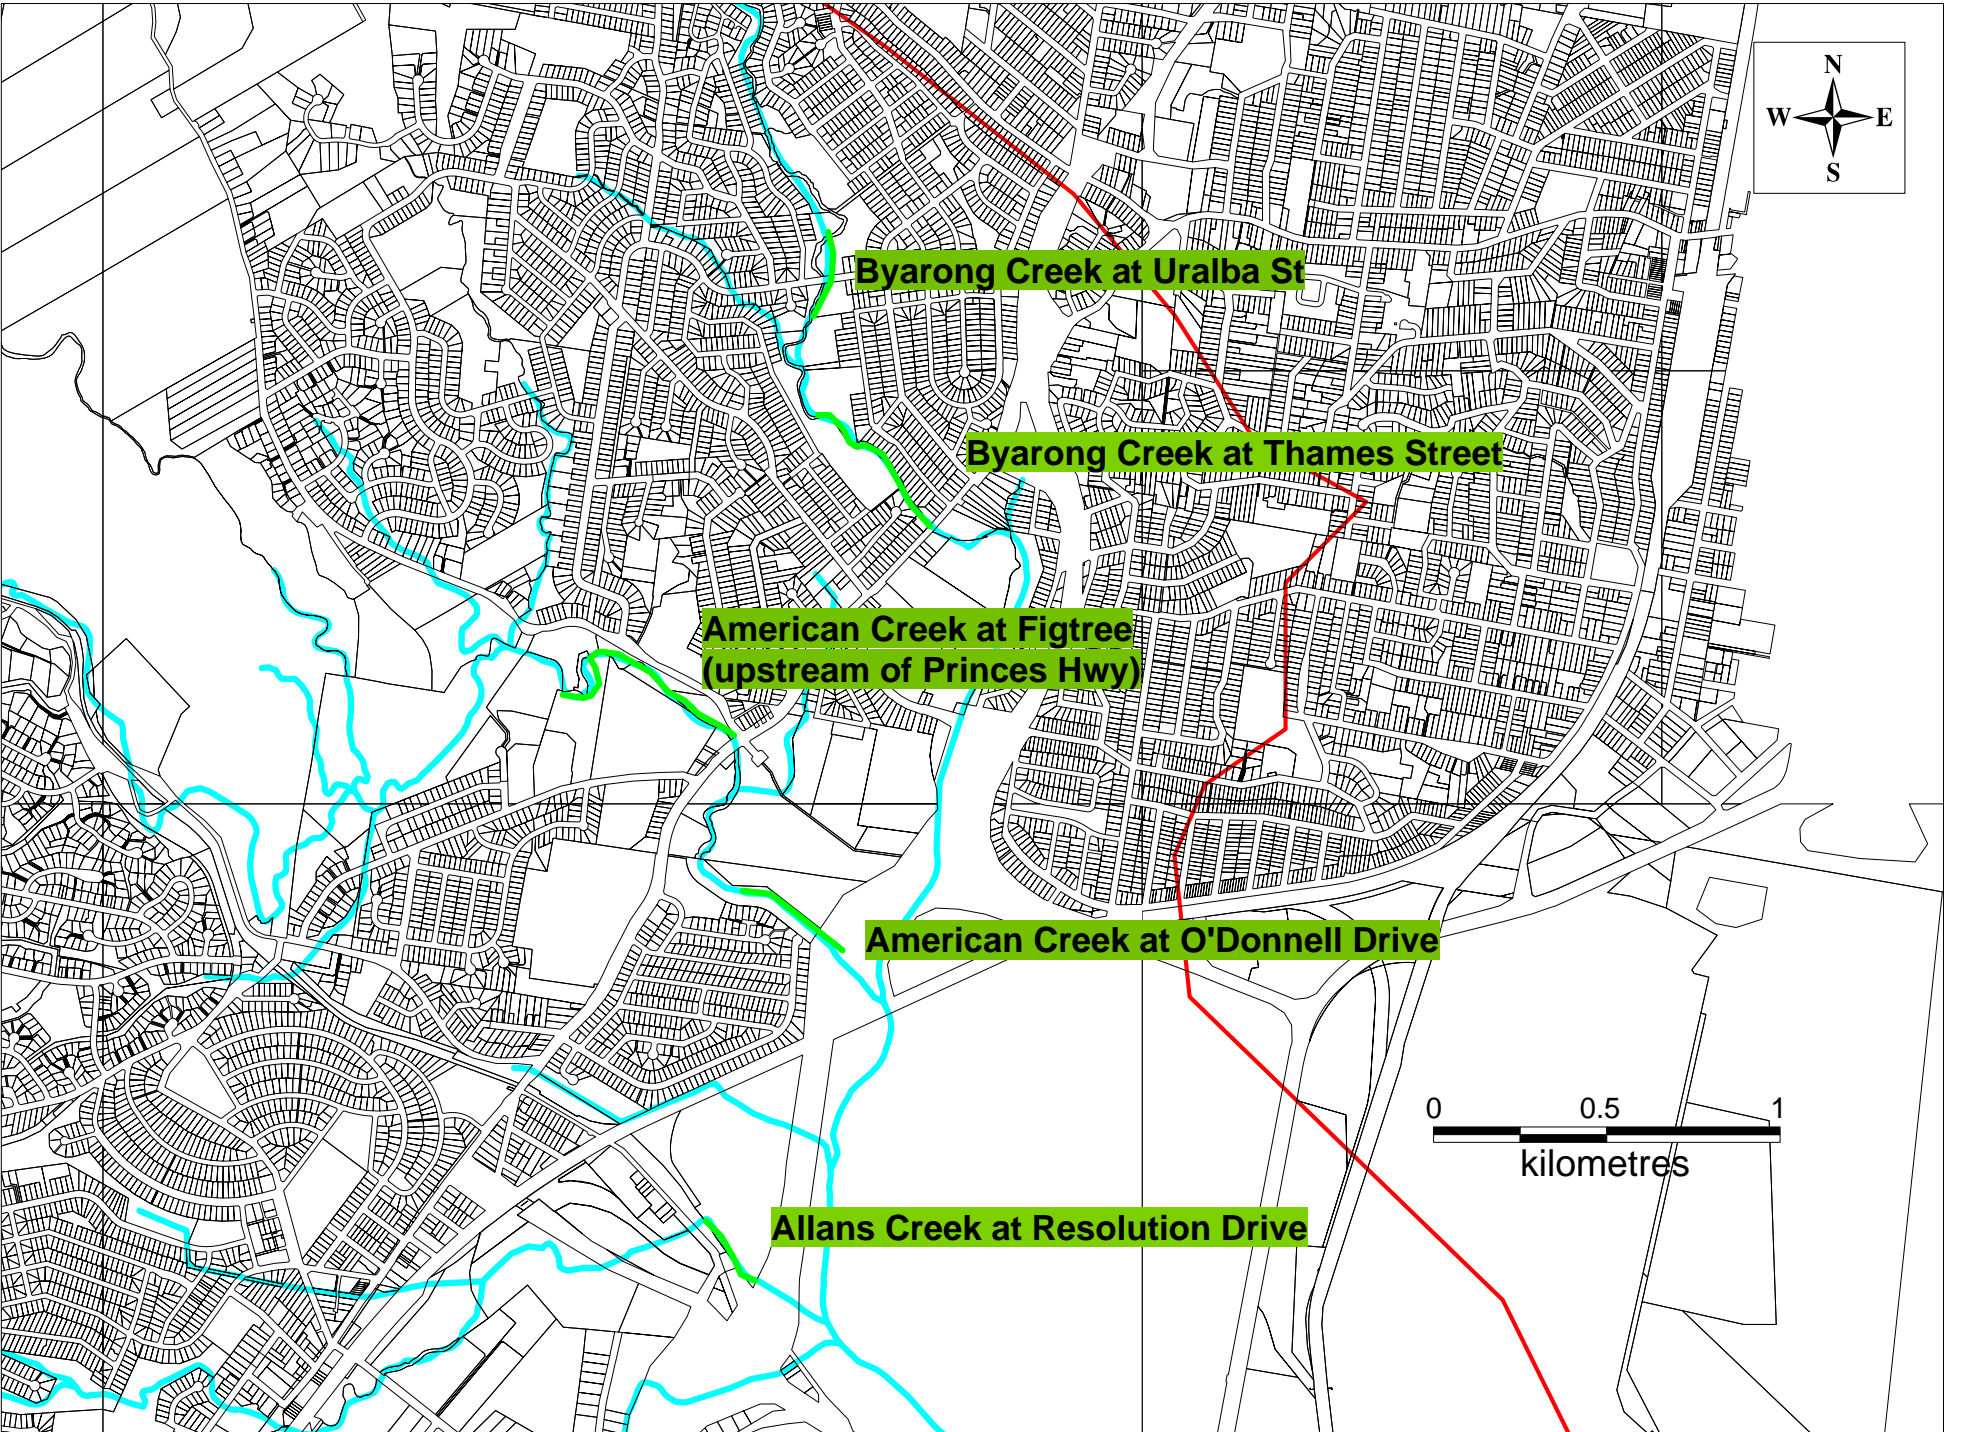 N
W E
S
Byarong Creek at Uralba St
Byarong Creek at Thames Street
American Creek at Figtree
(upstream of Princes Hwy)
American Creek at O'Donnell Drive
0 0.5 1
kilometres
Allans Creek at Resolution Drive